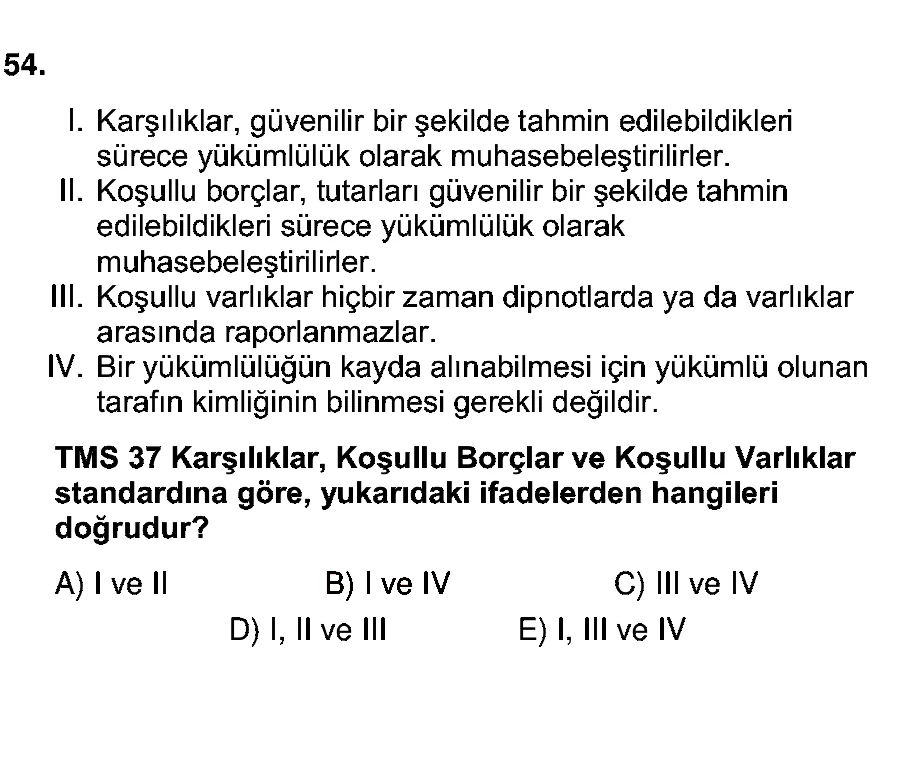 54.
I. Karşılıklar, güvenilir bir şekilde tahmin edilebildikleri
sürece yükümlülük olarak muhasebeleştirilirler.
II. Koşullu borçlar, tutarları güvenilir bir şekilde tahmin
edilebildikleri sürece yükümlülük olarak
muhasebeleştirilirler.
III. Koşullu varlıklar hiçbir zaman dipnotlarda ya da varlıklar
arasında raporlanmazlar.
IV. Bir yükümlülüğün kayda alınabilmesi için yükümlü olunan
tarafın kimliğinin bilinmesi gerekli değildir.
TMS 37 Karşılıklar, Koşullu Borçlar ve Koşullu Varlıklar
standardına göre, yukarıdaki ifadelerden hangileri
doğrudur?
A) I ve II B) I ve IV C) III ve IV
D) I, II ve III E) I, III ve IV